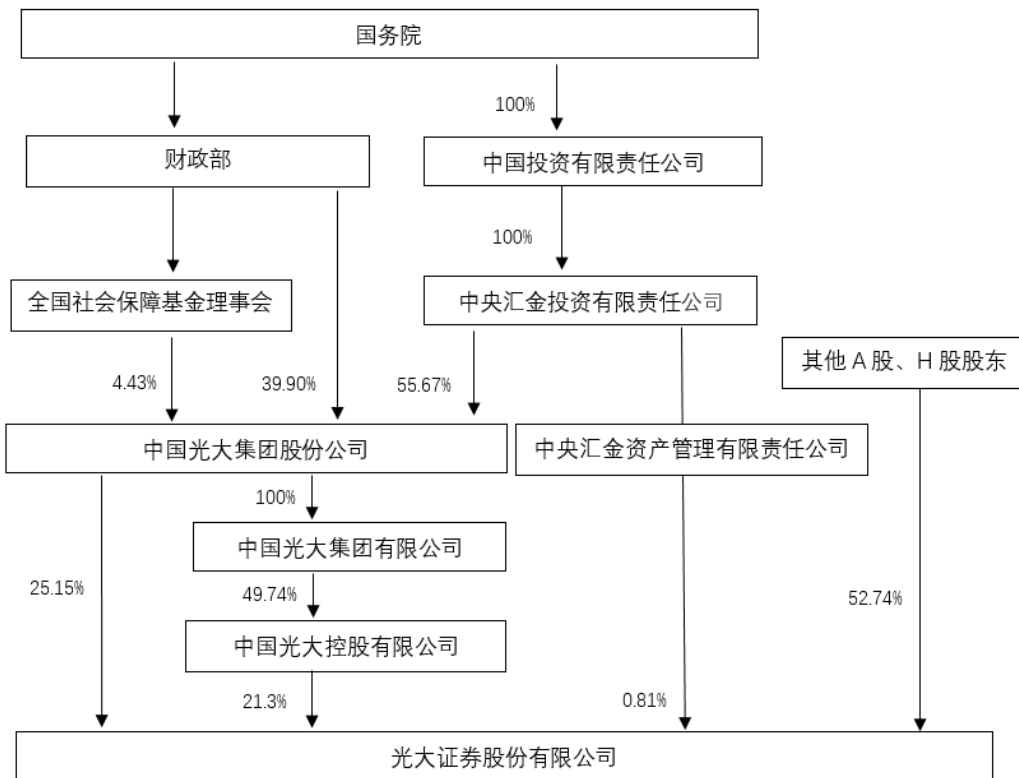 国务院
100%
财政部
中国投资有限责任公司
100%
全国社会保障基金理事会
中央汇金投资有限责任公司
其他 A 股、H 股股东
4.43%
39.90%
55.67%
中国光大集团股份公司
中央汇金资产管理有限责任公司
100%
中国光大集团有限公司
25.15%
49.74%
52.74%
中国光大控股有限公司
21.3%
0.81%
光大证券股份有限公司